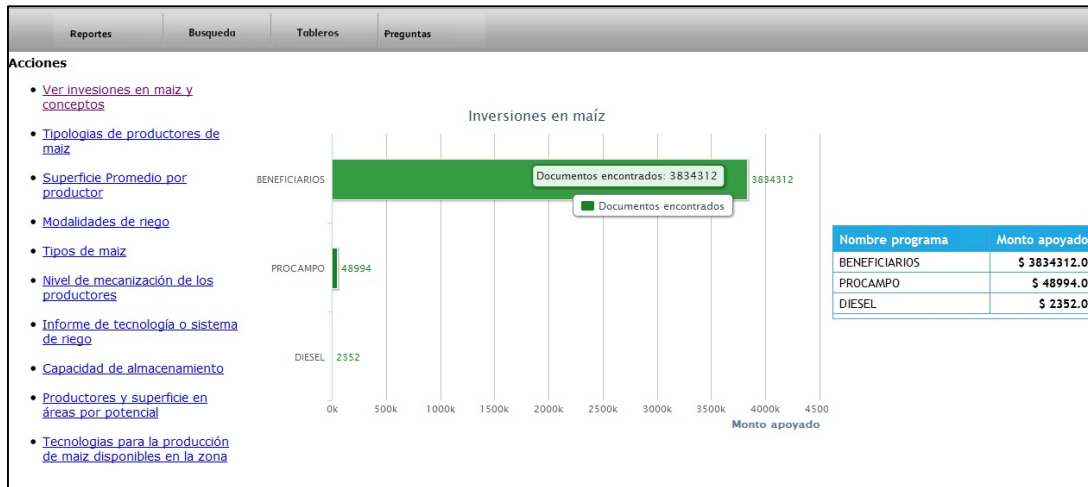 Reportes Busqueda Tableros Preguntas
Acciones
Ver invesiones en maiz y
conceptos
Tipologias de productores de
maiz
Superficie Promedio por
productor
Modalidades de riego
Tipos de maiz
Nivel de mecanización de los
productores
Informe de tecnología o sistema
de riego
Capacidad de almacenamiento
Productores y superficie en
áreas por potencial
Tecnologias para la producción
de maiz disponibles en la zona
Inversiones en maíz
BENEFICIARIOS
Documentos encontrados: 3834312
3834312
Documentos encontrados
PROCAMPO 48994
DIESEL 2352
0k 500k 1000k 1500k 2000k 2500k 3000k 3500k 4000k 4500
Monto apoyado
Nombre programa Monto apoyado
BENEFICIARIOS $ 3834312.0
PROCAMPO $ 48994.0
DIESEL $ 2352.0